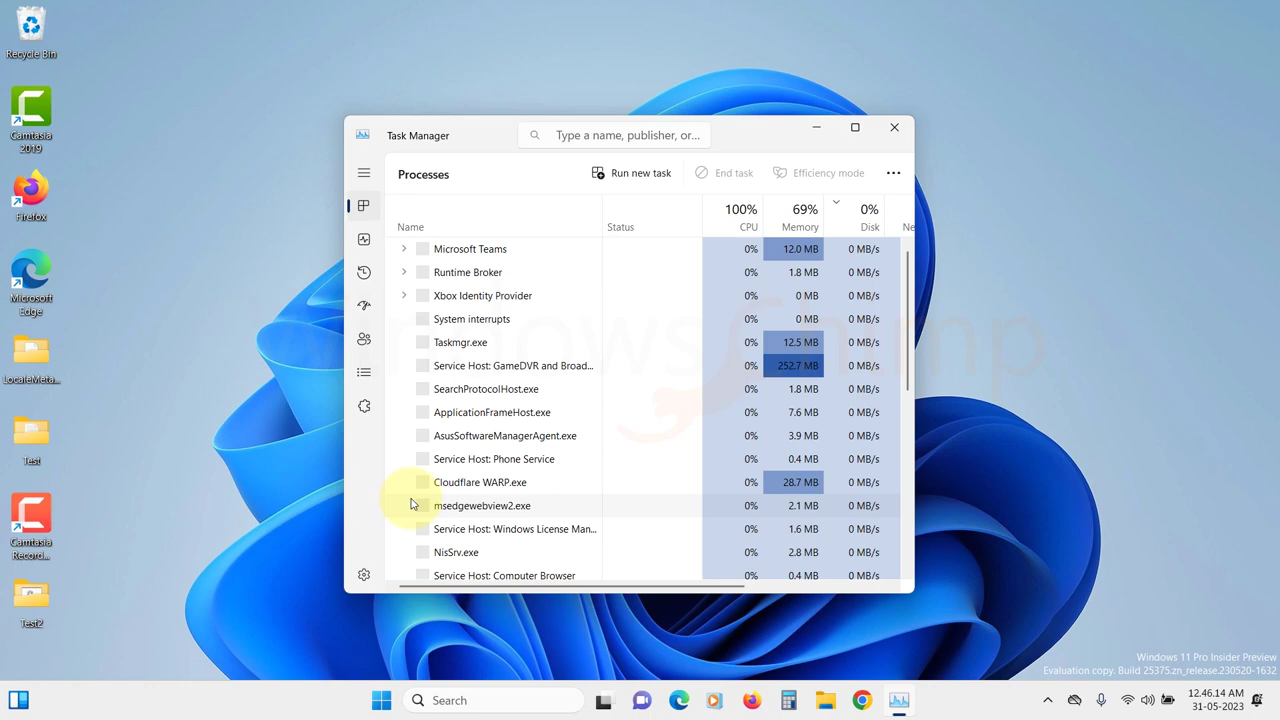 Recycle Bin
Camtasia
2019
Firefox
Microsoft
Edge
LocaleMeta...
Test
Camtasia
Record...
Test2
Task Manager
Type a name, publisher, or...
Processes
Run new task
End task
Efficiency mode
100% 69% 0%
Name Status CPU Memory Disk Ne
Microsoft Teams 0% 12.0 MB 0 MB/s
Runtime Broker 0% 1.8 MB 0 MB/s
Xbox Identity Provider 0% 0 MB 0 MB/s
System interrupts 0% 0 MB 0 MB/s
Taskmgr.exe 0% 12.5 MB 0 MB/s
Service Host: GameDVR and Broad... 0% 252.7 MB 0 MB/s
SearchProtocolHost.exe 0% 1.8 MB 0 MB/s
ApplicationFrameHost.exe 0% 7.6 MB 0 MB/s
AsusSoftwareManagerAgent.exe 0% 3.9 MB 0 MB/s
Service Host: Phone Service 0% 0.4 MB 0 MB/s
Cloudflare WARP.exe 0% 28.7 MB 0 MB/s
msedgewebview2.exe 0% 2.1 MB 0 MB/s
Service Host: Windows License Man... 0% 1.6 MB 0 MB/s
NisSrv.exe 0% 2.8 MB 0 MB/s
Service Host: Computer Browser 0% 0.4 MB 0 MB/s
Windows 11 Pro Insider Preview
Evaluation copy. Build 25375.zn_release.230520-1632
Search
12.46.14 AM
31-05-2023